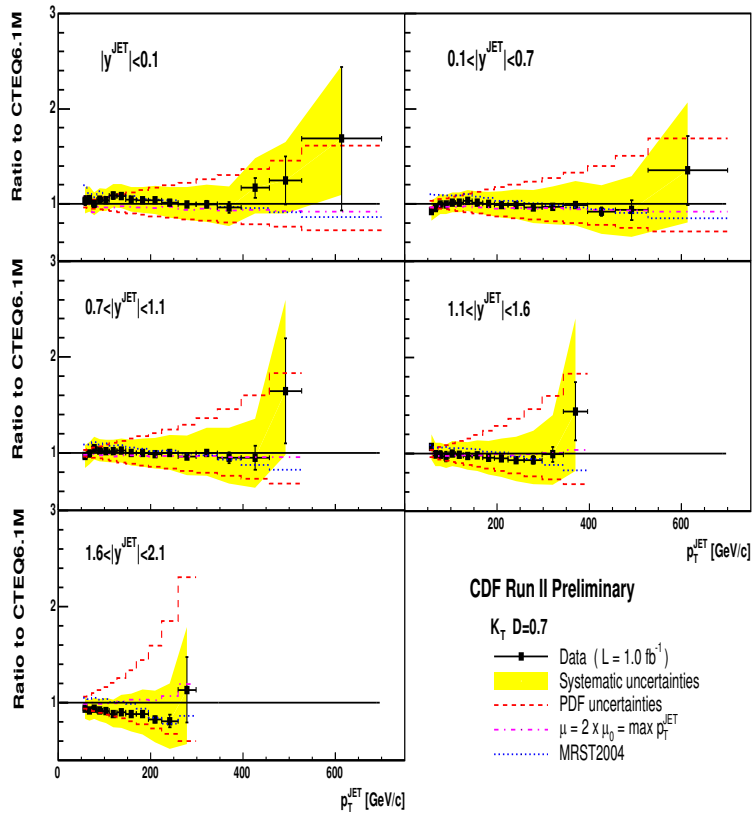 Ratio to CTEQ6.1M
3
2
1
|y^JET|<0.1
0.1<|y^JET|<0.7
Ratio to CTEQ6.1M
3
2
1
0.7<|y^JET|<1.1
1.1<|y^JET|<1.6
Ratio to CTEQ6.1M
3
2
1
0 200 400 600
p_T^JET [GeV/c]
1.6<|y^JET|<2.1
0 200 400 600
p_T^JET [GeV/c]
CDF Run II Preliminary
K_T D=0.7
Data ( L = 1.0 fb⁻¹)
Systematic uncertainties
PDF uncertainties
μ = 2 x μ₀ = max p_T^JET
MRST2004